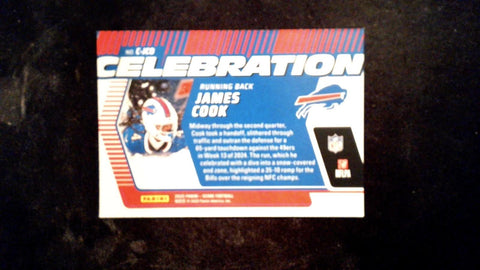 NO. C-JCO
CELEBRATION
RUNNING BACK
JAMES
COOK
Midway through the second quarter,
Cook took a handoff, slithered through
traffic and outran the defense for a
65-yard touchdown against the 49ers
in Week 13 of 2024. The run, which he
celebrated with a dive into a snow-covered
end zone, highlighted a 35-10 romp for the
Bills over the reigning NFC champs.
PANINI
NFL